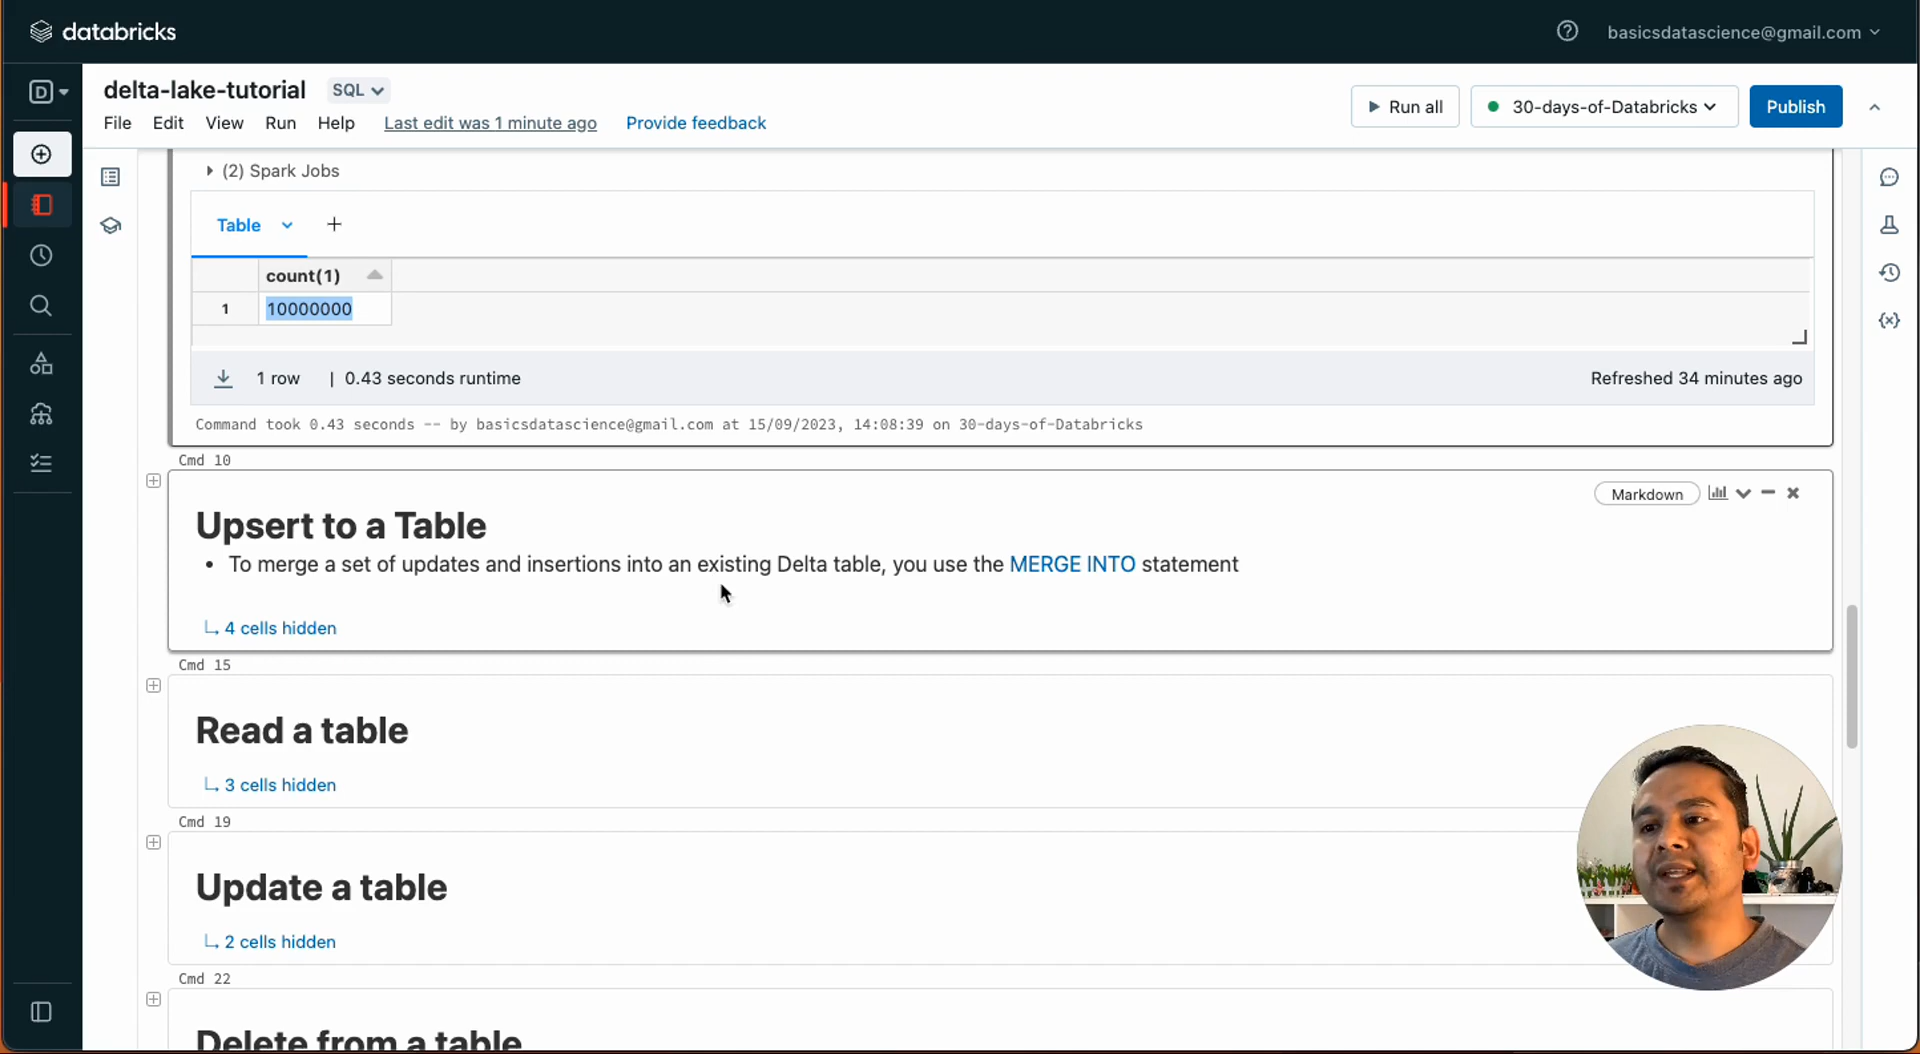 databricks
basicsdatascience@gmail.com
D
delta-lake-tutorial SQL
File Edit View Run Help Last edit was 1 minute ago Provide feedback
Run all 30-days-of-Databricks Publish
(2) Spark Jobs
Table +
count(1)
1 10000000
1 row | 0.43 seconds runtime Refreshed 34 minutes ago
Command took 0.43 seconds -- by basicsdatascience@gmail.com at 15/09/2023, 14:08:39 on 30-days-of-Databricks
Cmd 10
Markdown
Upsert to a Table
• To merge a set of updates and insertions into an existing Delta table, you use the MERGE INTO statement
4 cells hidden
Cmd 15
Read a table
3 cells hidden
Cmd 19
Update a table
2 cells hidden
Cmd 22
Delete from a table